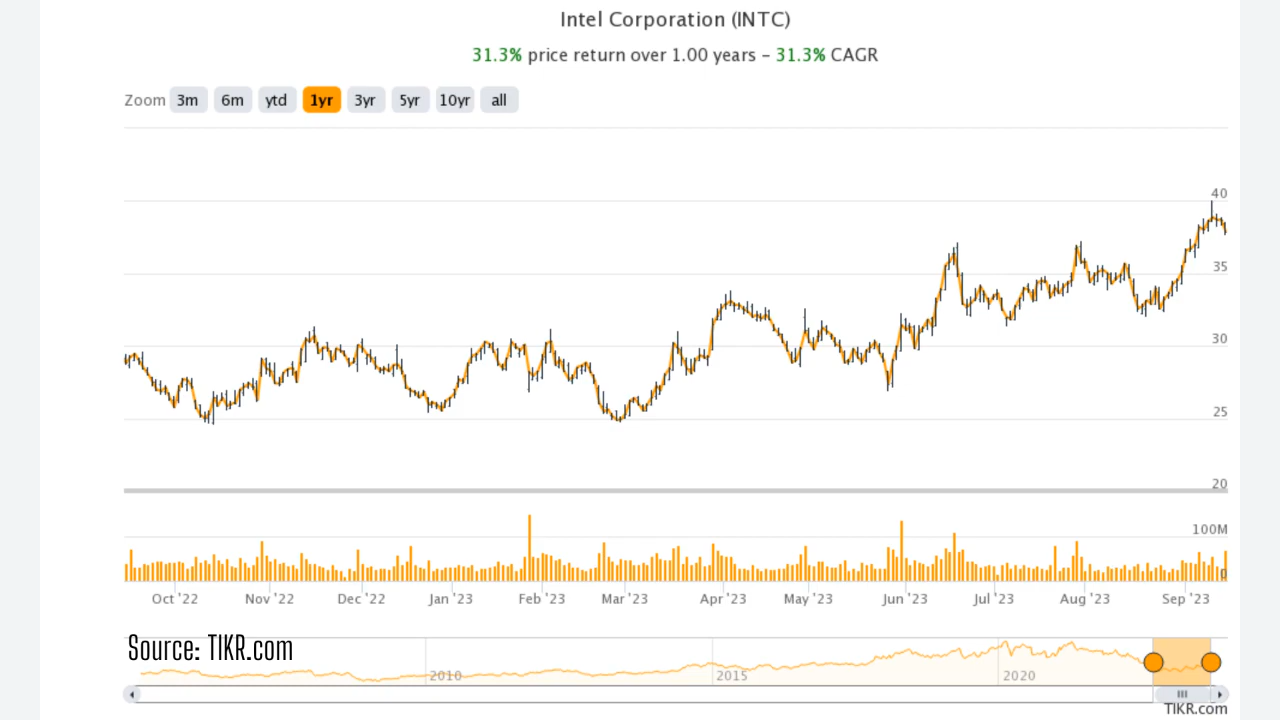 Intel Corporation (INTC)
31.3% price return over 1.00 years – 31.3% CAGR
Zoom 3m 6m ytd 1yr 3yr 5yr 10yr all
40
35
30
25
20
100M
0
Oct '22 Nov '22 Dec '22 Jan '23 Feb '23 Mar '23 Apr '23 May '23 Jun '23 Jul '23 Aug '23 Sep '23
Source: TIKR.com
2010 2015 2020
TIKR.com